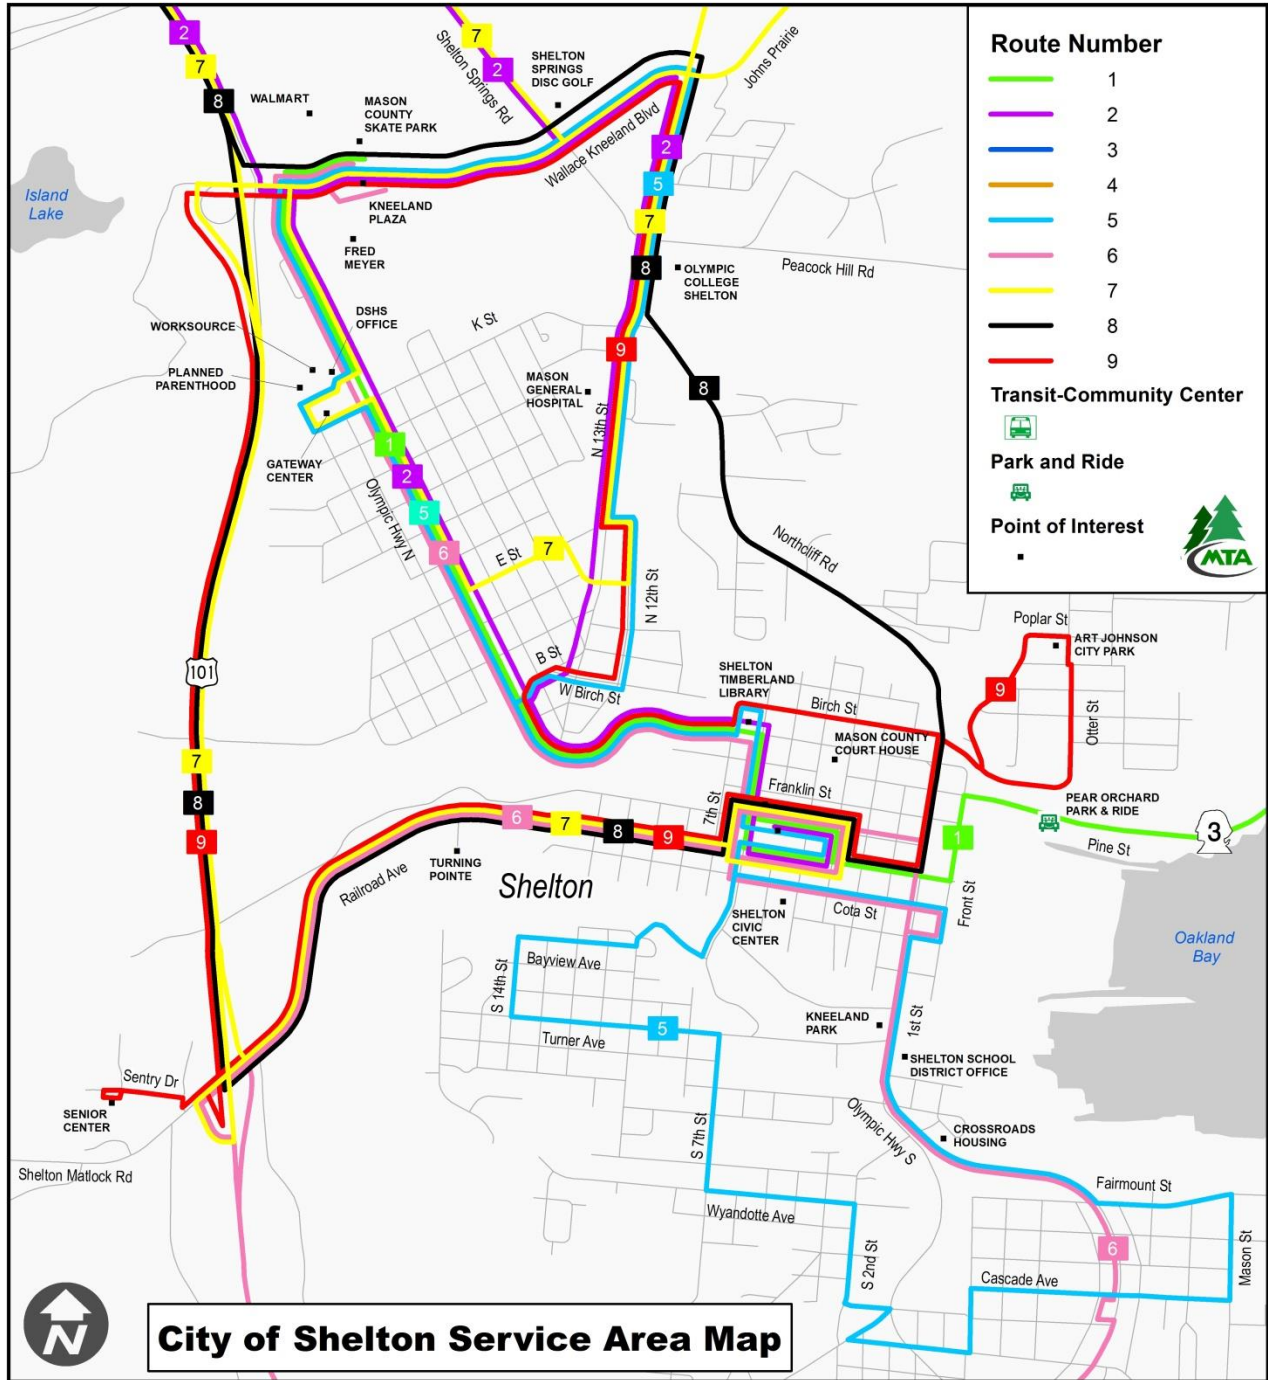 2
7
8
WALMART
MASON
COUNTY
SKATE PARK
7
2
Shelton Springs Rd
SHELTON
SPRINGS
DISC GOLF
Johns Prairie
Wallace Kneeland Blvd
Island
Lake
KNEELAND
PLAZA
FRED
MEYER
2
5
7
8
OLYMPIC
COLLEGE
SHELTON
Peacock Hill Rd
Route Number
1
2
3
4
5
6
7
8
9
Transit-Community Center
Park and Ride
Point of Interest
MTA
WORKSOURCE
DSHS
OFFICE
PLANNED
PARENTHOOD
K St
MASON
GENERAL
HOSPITAL
9
N 13th St
8
GATEWAY
CENTER
1
2
5
6
Olympic Hwy N
E St
7
N 12th St
Northcliff Rd
B St
W Birch St
SHELTON
TIMBERLAND
LIBRARY
Birch St
MASON COUNTY
COURT HOUSE
Poplar St
ART JOHNSON
CITY PARK
9
Otter St
101
7
8
9
7th St
Franklin St
PEAR ORCHARD
PARK & RIDE
1
3
Pine St
6
7
8
9
TURNING
POINTE
Railroad Ave
Shelton
SHELTON
CIVIC
CENTER
Cota St
Front St
Oakland
Bay
S 14th St
Bayview Ave
5
Turner Ave
KNEELAND
PARK
1st St
SHELTON SCHOOL
DISTRICT OFFICE
Sentry Dr
SENIOR
CENTER
Shelton Matlock Rd
S 7th St
Olympic Hwy S
CROSSROADS
HOUSING
Fairmount St
Wyandotte Ave
S 2nd St
6
Mason St
Cascade Ave
N
City of Shelton Service Area Map